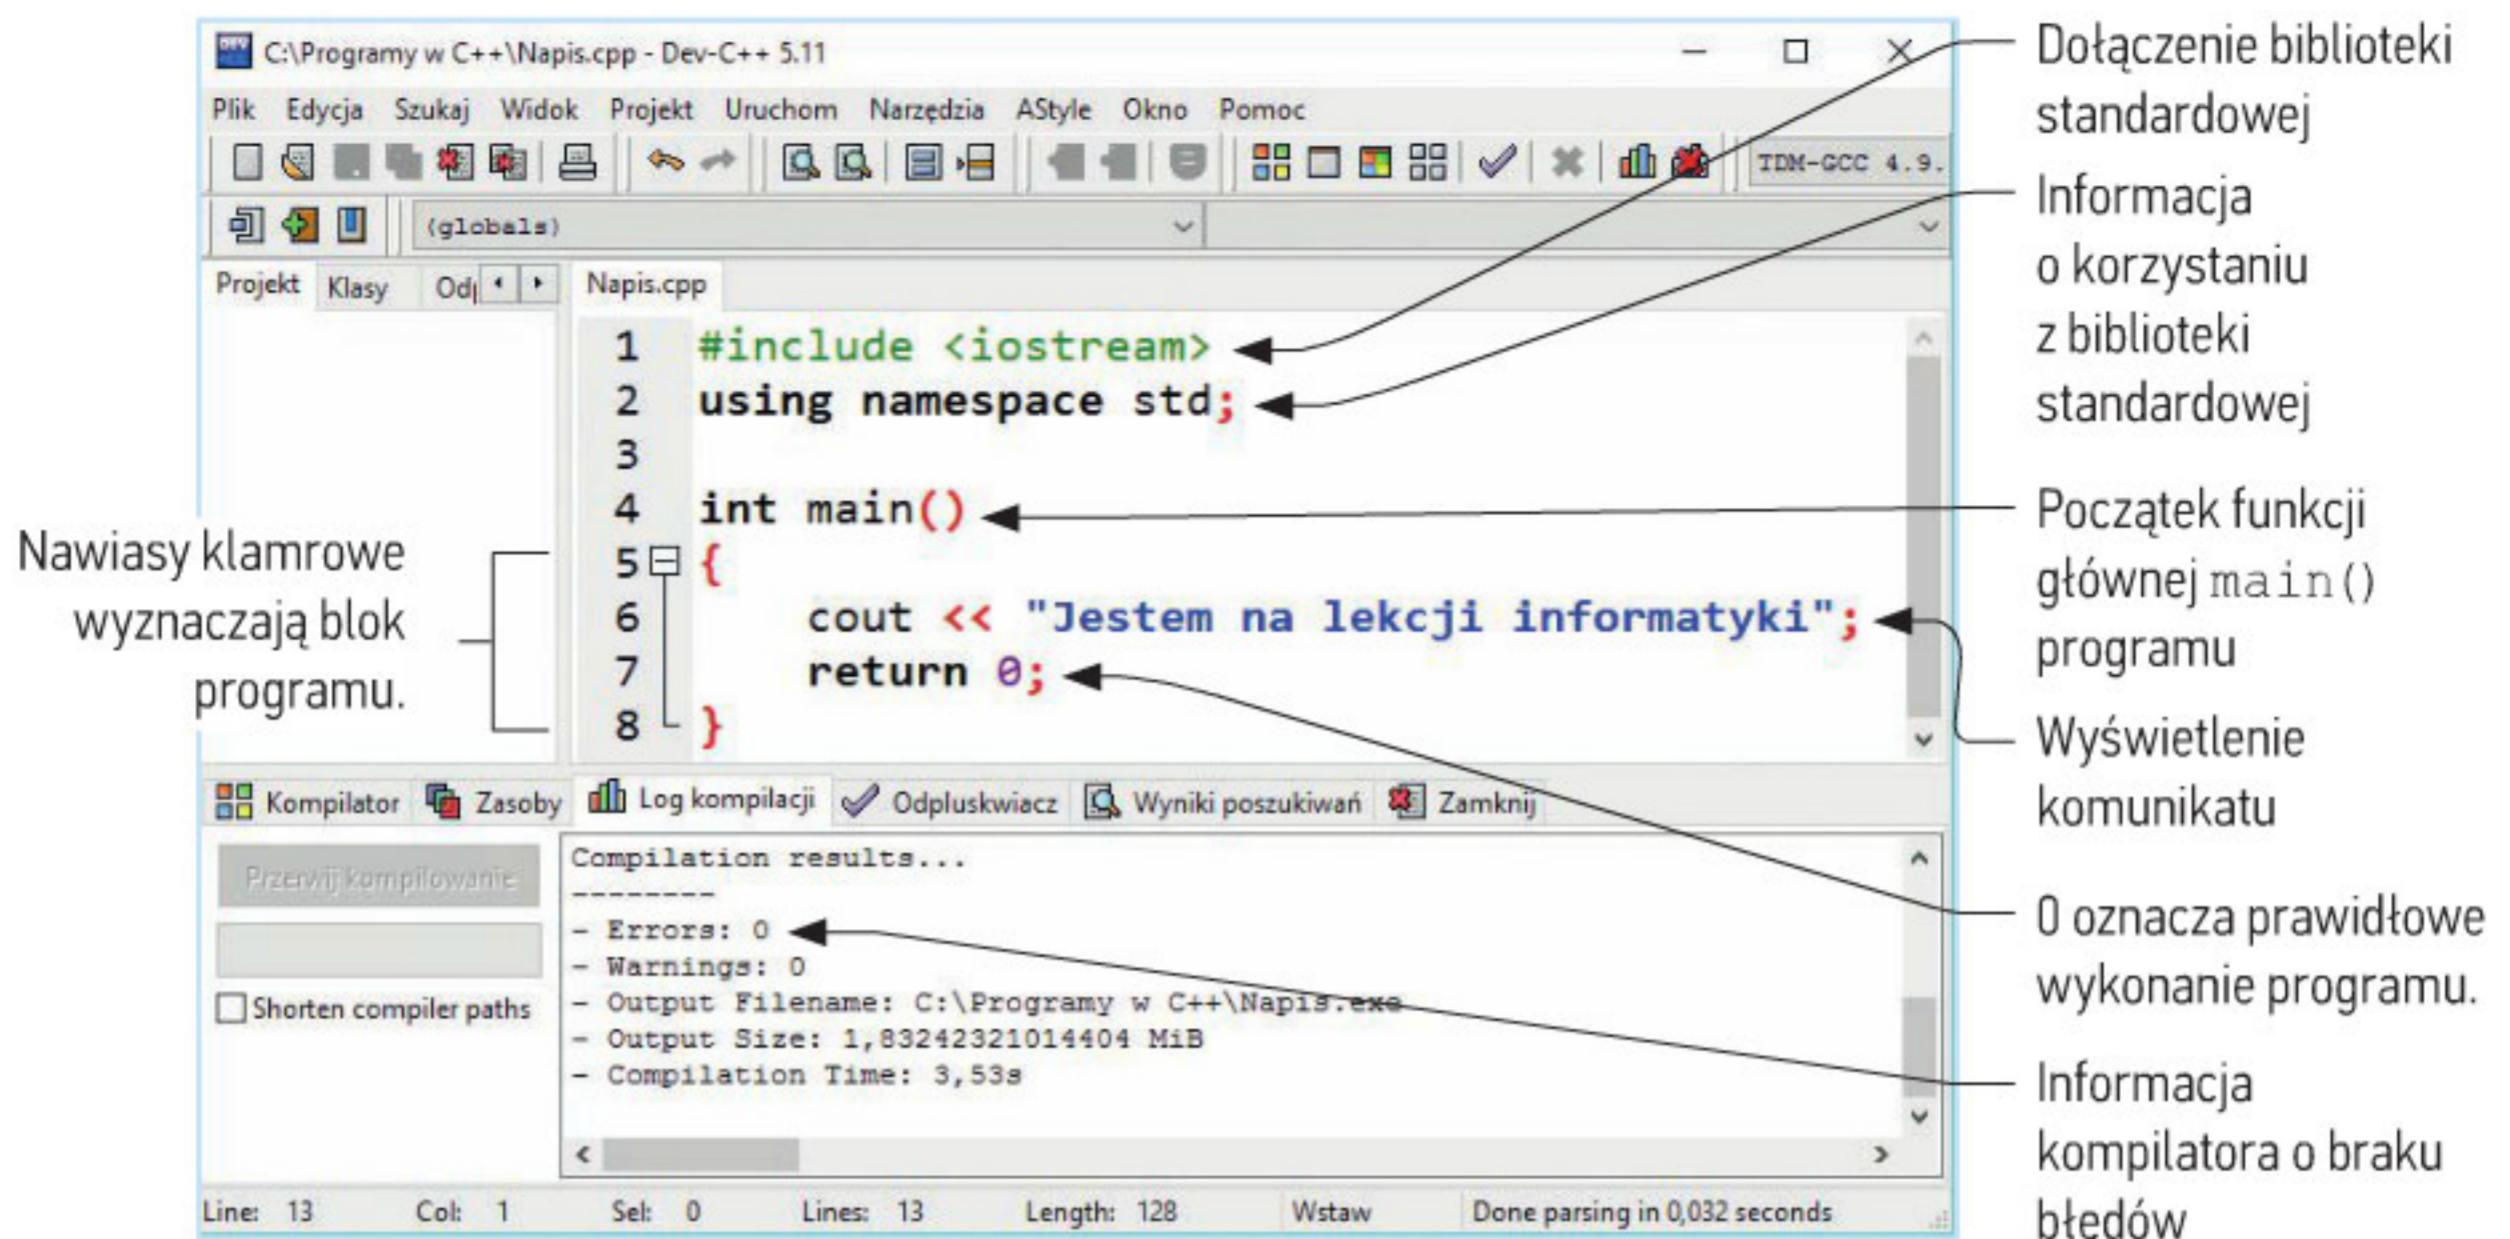 C:\Programy w C++\Napis.cpp - Dev-C++ 5.11
Plik Edycja Szukaj Widok Projekt Uruchom Narzędzia AStyle Okno Pomoc
TDM-GCC 4.9.
(globals)
Projekt Klasy
Napis.cpp
1 #include <iostream>
2 using namespace std;
3
4 int main()
5 {
6 cout << "Jestem na lekcji informatyki";
7 return 0;
8 }
Nawiasy klamrowe
wyznaczają blok
programu.
Dołączenie biblioteki
standardowej
Informacja
o korzystaniu
z biblioteki
standardowej
Początek funkcji
głównej main()
programu
Wyświetlenie
komunikatu
0 oznacza prawidłowe
wykonanie programu.
Informacja
kompilatora o braku
błędów
Kompilator Zasoby Log kompilacji Odpluskwiacz Wyniki poszukiwań Zamknij
Przerwij kompilowanie
Shorten compiler paths
Compilation results...
--------
- Errors: 0
- Warnings: 0
- Output Filename: C:\Programy w C++\Napis.exe
- Output Size: 1,83242321014404 MiB
- Compilation Time: 3,53s
Line: 13 Col: 1 Sel: 0 Lines: 13 Length: 128 Wstaw Done parsing in 0,032 seconds